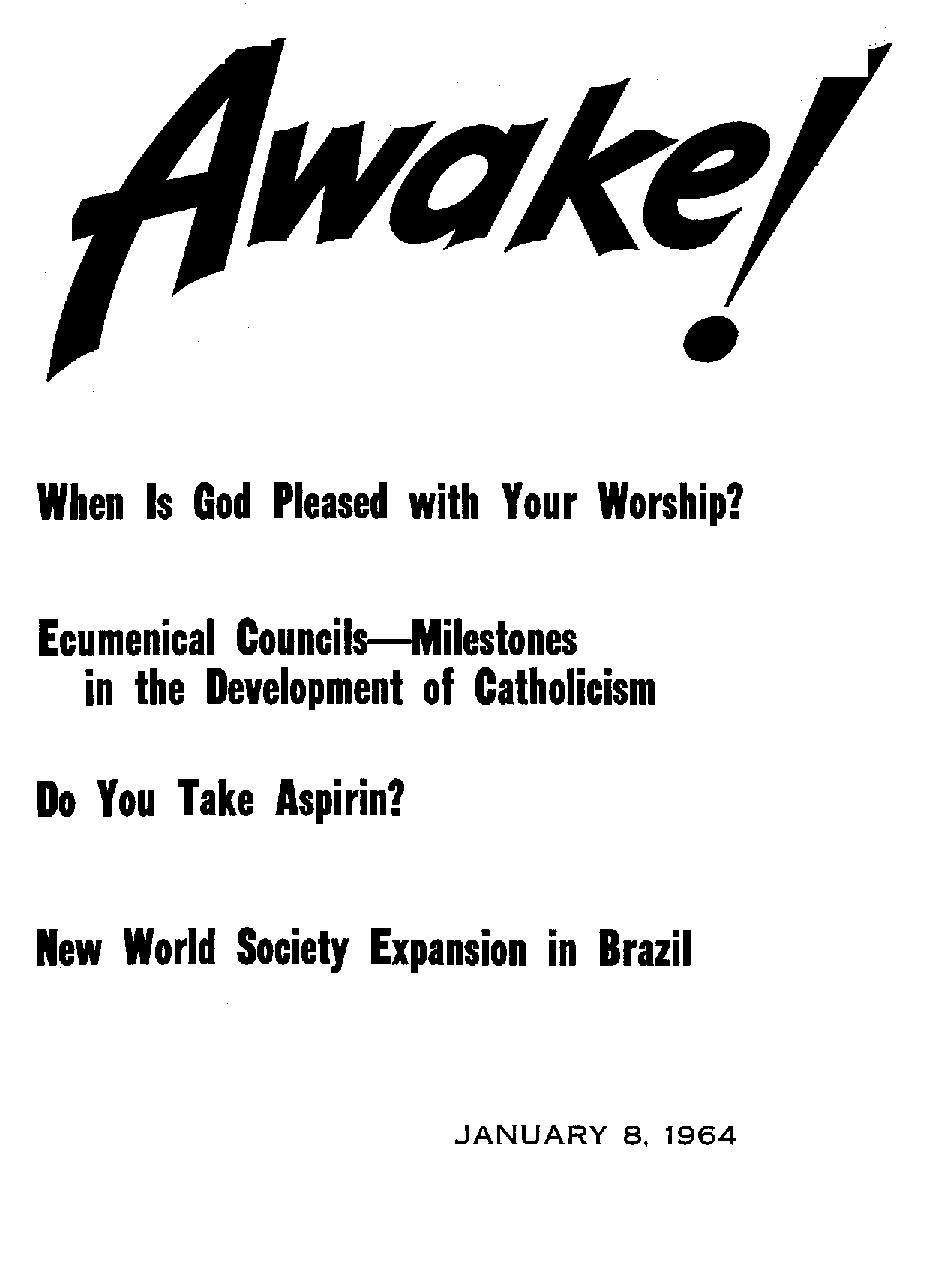 Awake!
When Is God Pleased with Your Worship?
Ecumenical Councils—Milestones
in the Development of Catholicism
Do You Take Aspirin?
New World Society Expansion in Brazil
JANUARY 8, 1964